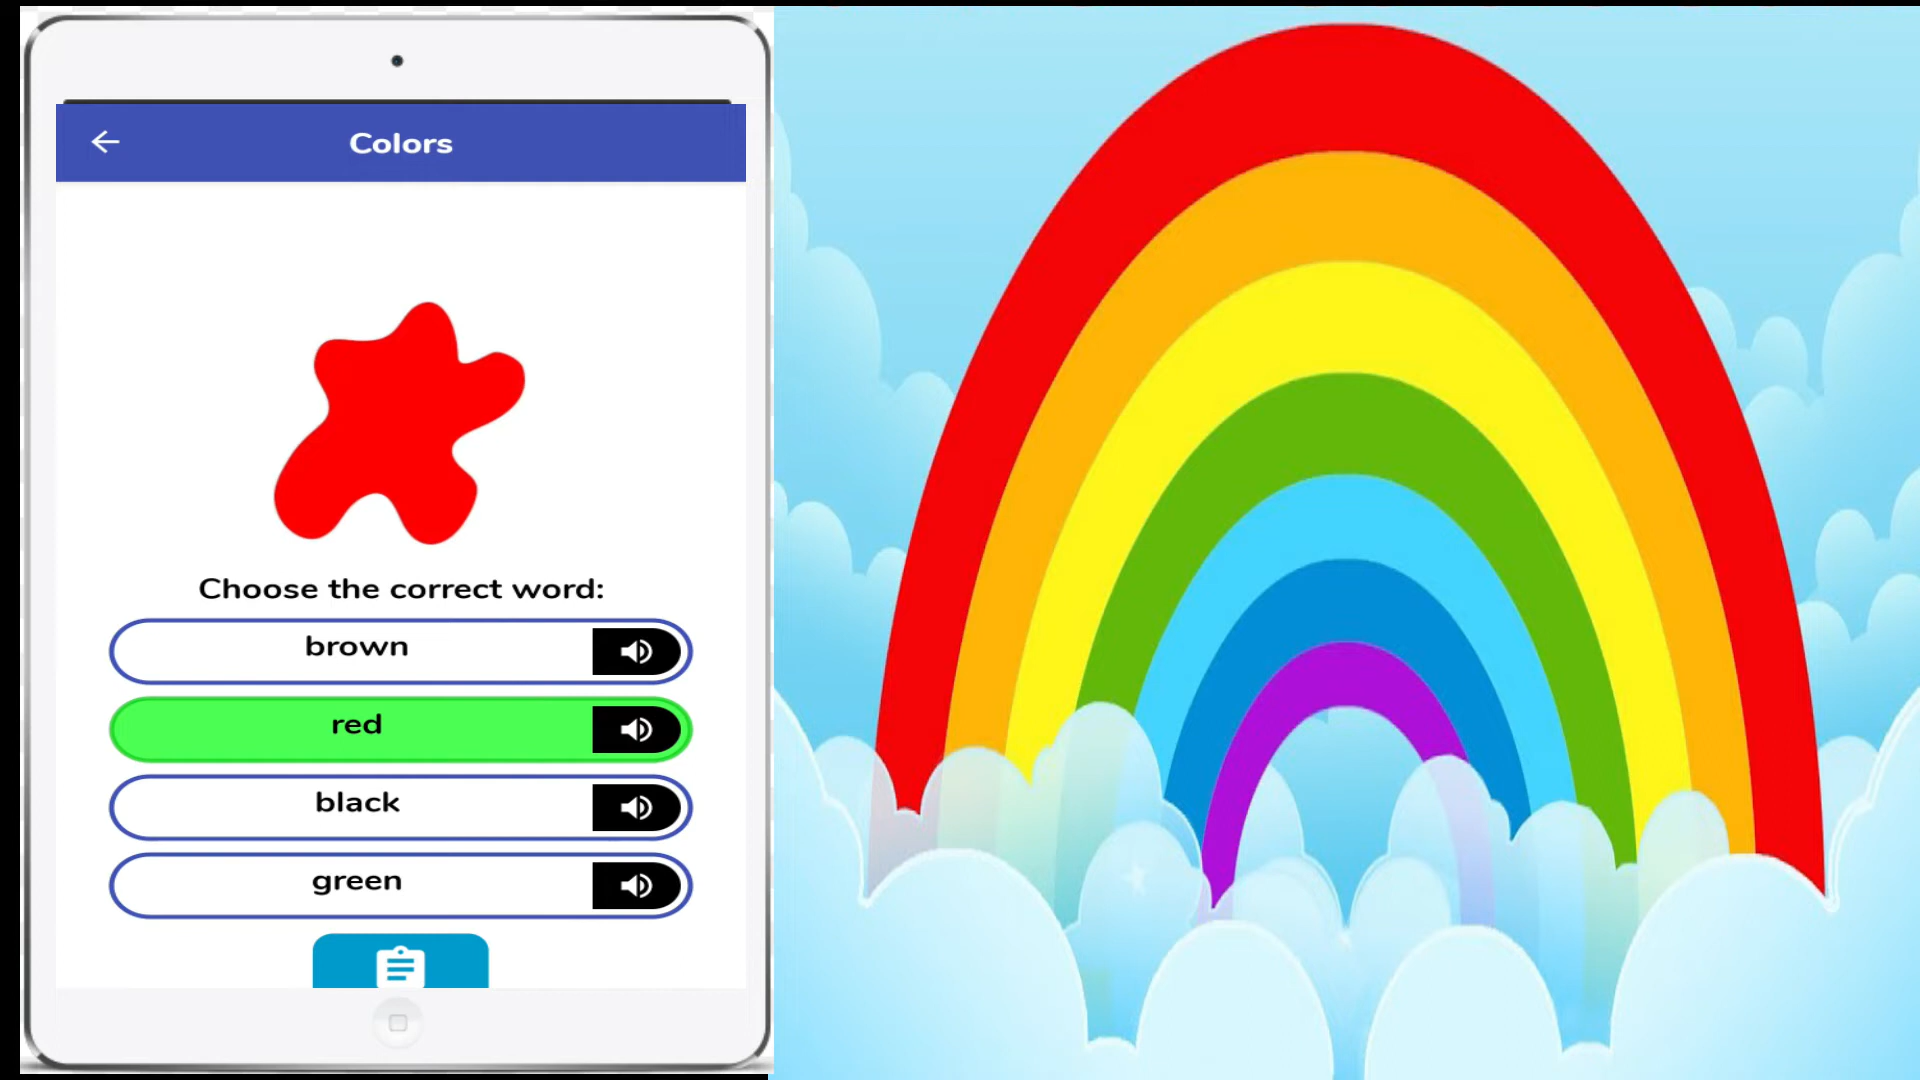 Colors
Choose the correct word:
brown
red
black
green